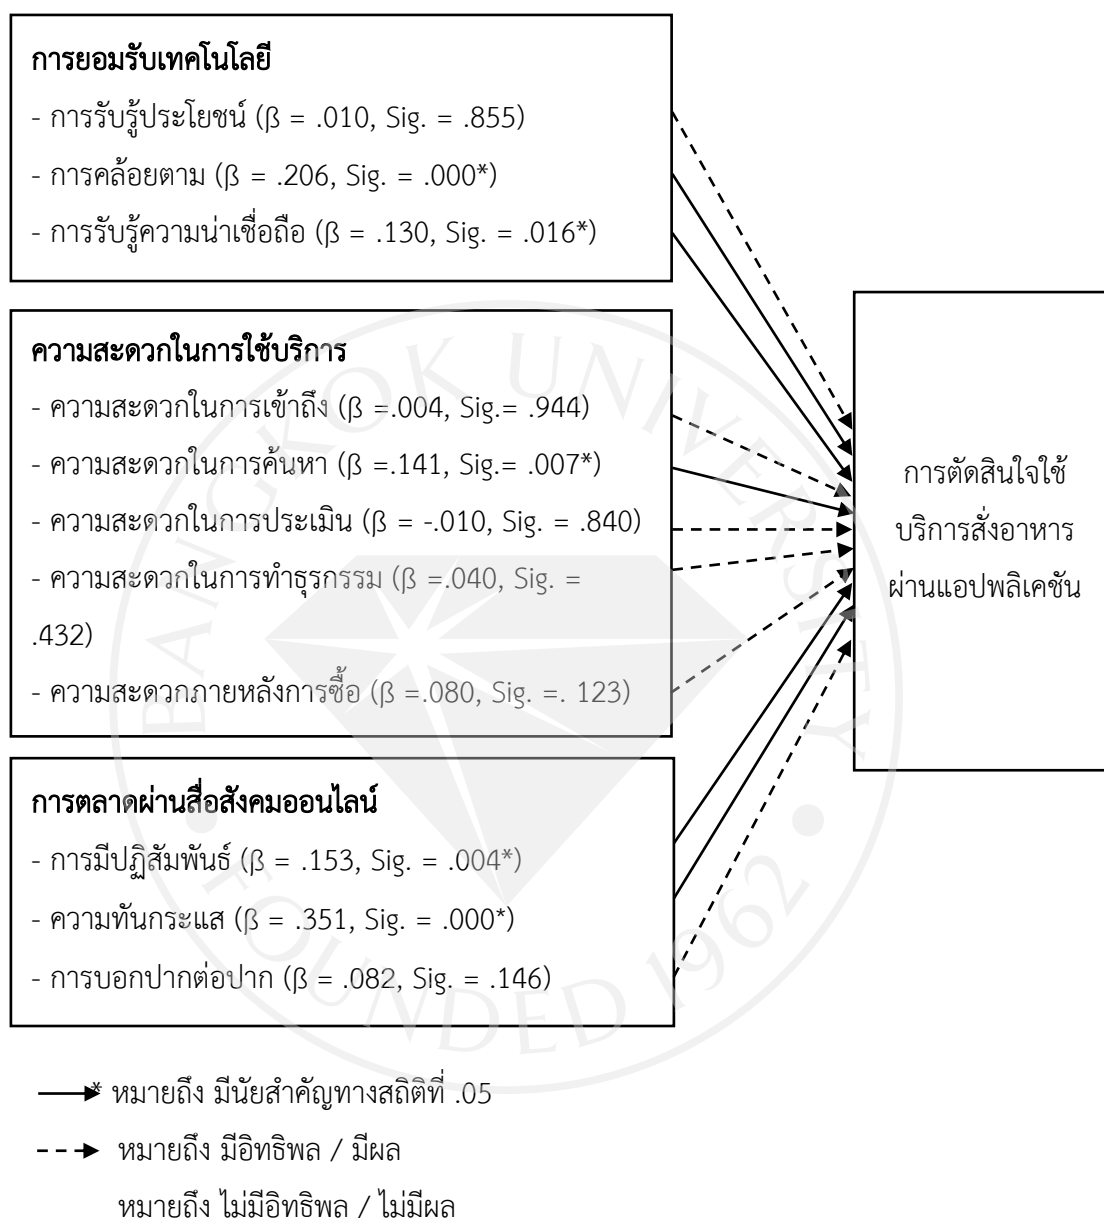 การยอมรับเทคโนโลยี
- การรับรู้ประโยชน์ (β = .010, Sig. = .855)
- การคล้อยตาม (β = .206, Sig. = .000*)
- การรับรู้ความน่าเชื่อถือ (β = .130, Sig. = .016*)
ความสะดวกในการใช้บริการ
- ความสะดวกในการเข้าถึง (β =.004, Sig.= .944)
- ความสะดวกในการค้นหา (β =.141, Sig.= .007*)
- ความสะดวกในการประเมิน (β = -.010, Sig. = .840)
- ความสะดวกในการทำธุรกรรม (β =.040, Sig. =
.432)
- ความสะดวกภายหลังการซื้อ (β =.080, Sig. =. 123)
การตลาดผ่านสื่อสังคมออนไลน์
- การมีปฏิสัมพันธ์ (β = .153, Sig. = .004*)
- ความทันกระแส (β = .351, Sig. = .000*)
- การบอกปากต่อปาก (β = .082, Sig. = .146)
การตัดสินใจใช้
บริการสั่งอาหาร
ผ่านแอปพลิเคชัน
* หมายถึง มีนัยสำคัญทางสถิติที่ .05
หมายถึง มีอิทธิพล / มีผล
หมายถึง ไม่มีอิทธิพล / ไม่มีผล
BANGKOK UNIVERSITY
FOUNDED 1962